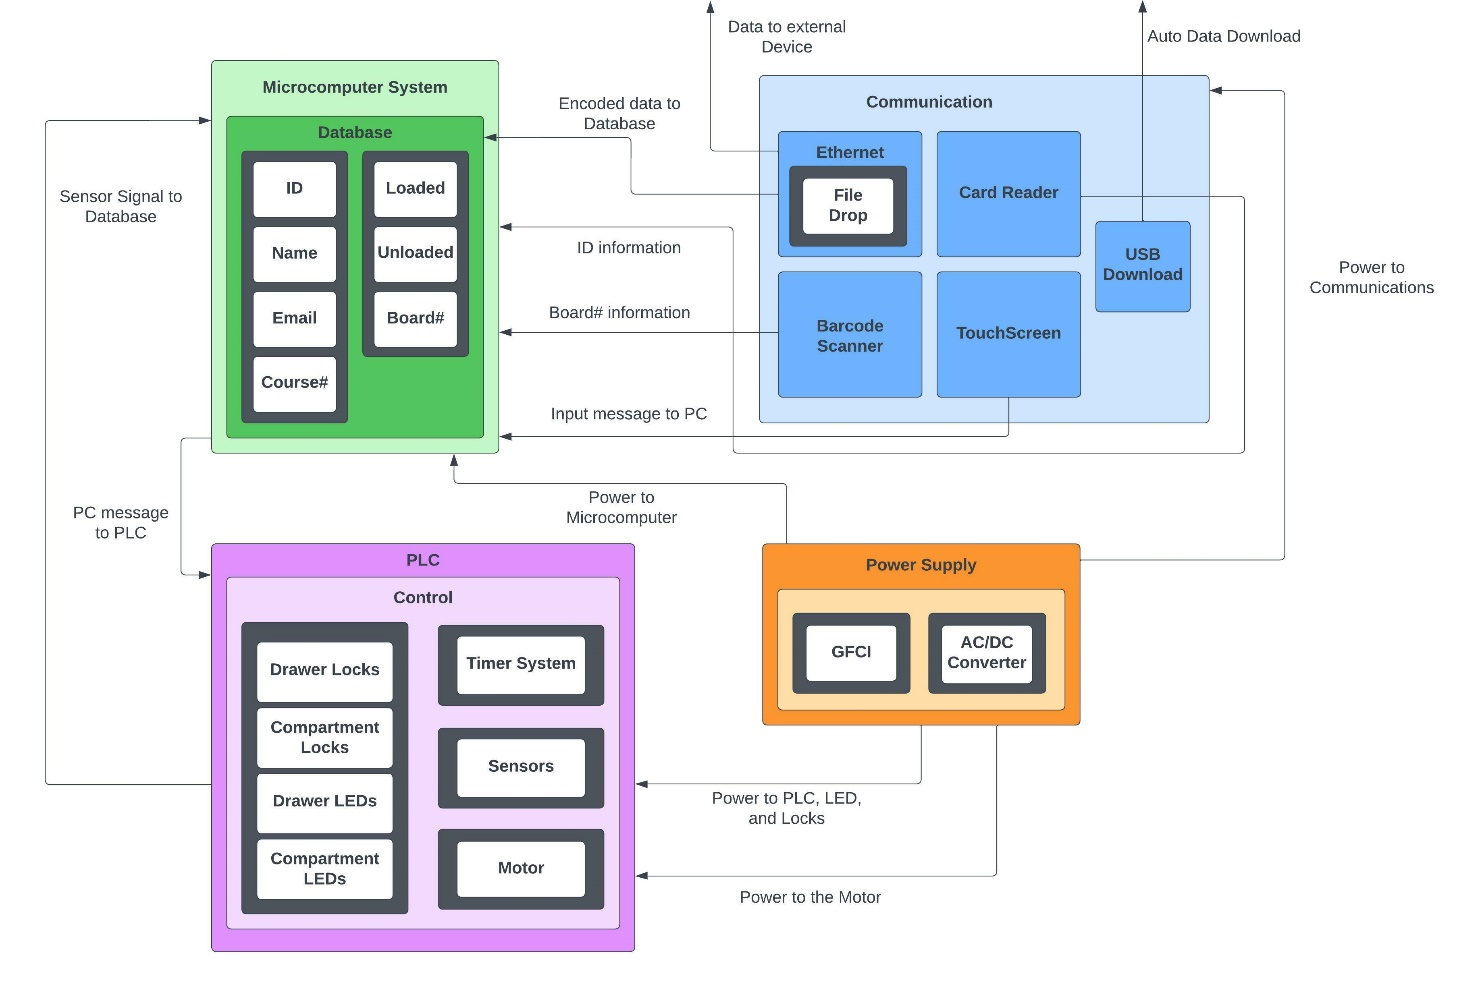 Data to external
Device
Auto Data Download
Microcomputer System
Database
ID
Name
Email
Course#
Loaded
Unloaded
Board#
Encoded data to
Database
ID information
Board# information
Input message to PC
Communication
Ethernet
File
Drop
Card Reader
Barcode
Scanner
TouchScreen
USB
Download
Sensor Signal to
Database
Power to
Communications
PC message
to PLC
Power to
Microcomputer
PLC
Control
Drawer Locks
Compartment
Locks
Drawer LEDs
Compartment
LEDs
Timer System
Sensors
Motor
Power Supply
GFCI
AC/DC
Converter
Power to PLC, LED,
and Locks
Power to the Motor